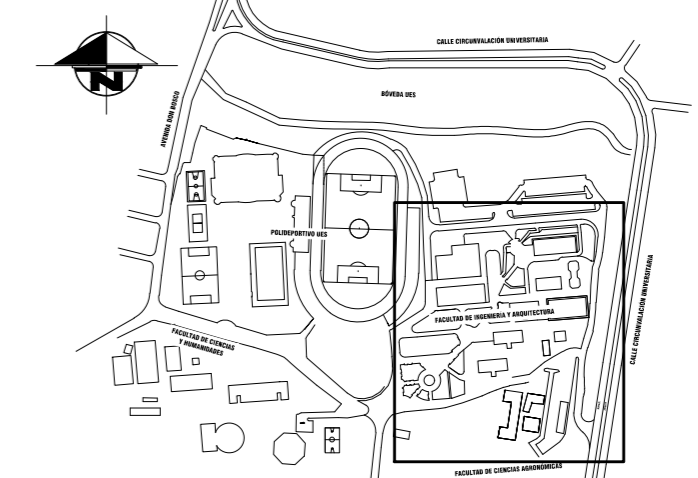 CALLE CIRCUNVALACIÓN UNIVERSITARIA
N
BÓVEDA UES
AVENIDA DON BOSCO
POLIDEPORTIVO UES
CALLE CIRCUNVALACIÓN UNIVERSITARIA
FACULTAD DE INGENIERIA Y ARQUITECTURA
FACULTAD DE CIENCIAS
Y HUMANIDADES
FACULTAD DE CIENCIAS AGRONÓMICAS